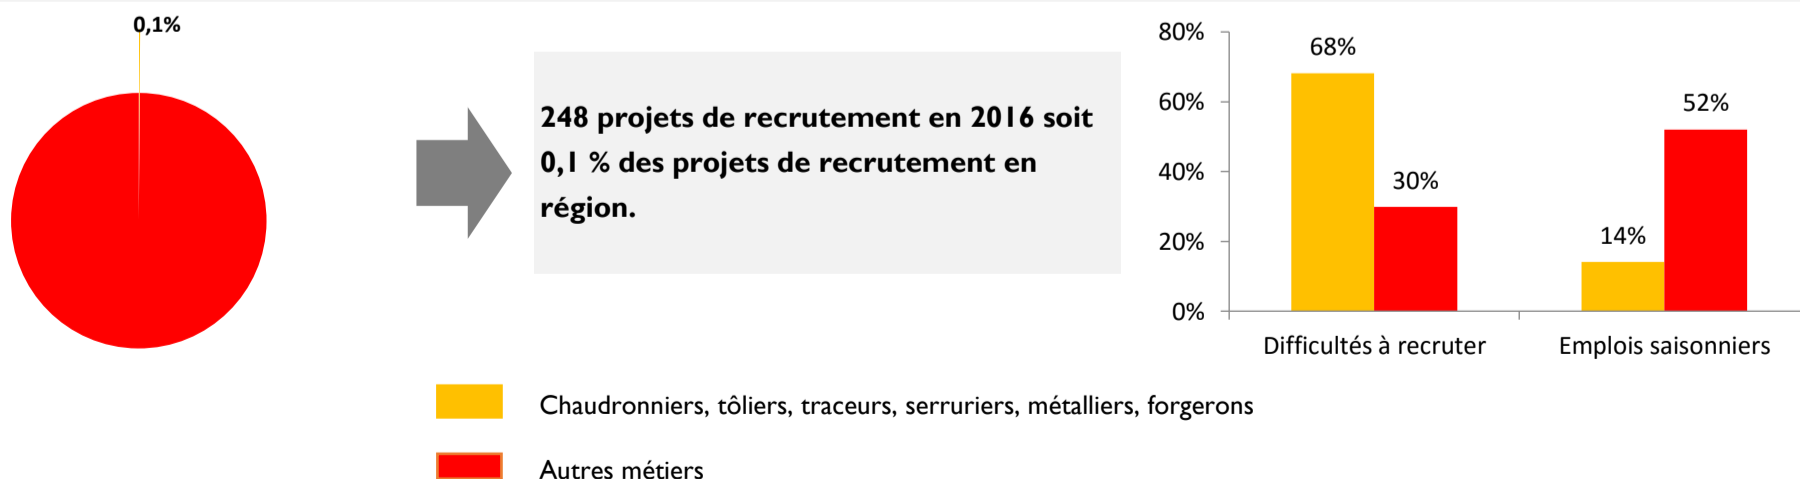 0,1%
248 projets de recrutement en 2016 soit
0,1 % des projets de recrutement en
région.
80%
60%
40%
20%
0%
68%
30%
14%
52%
Difficultés à recruter
Emplois saisonniers
Chaudronniers, tôliers, traceurs, serruriers, métalliers, forgerons
Autres métiers